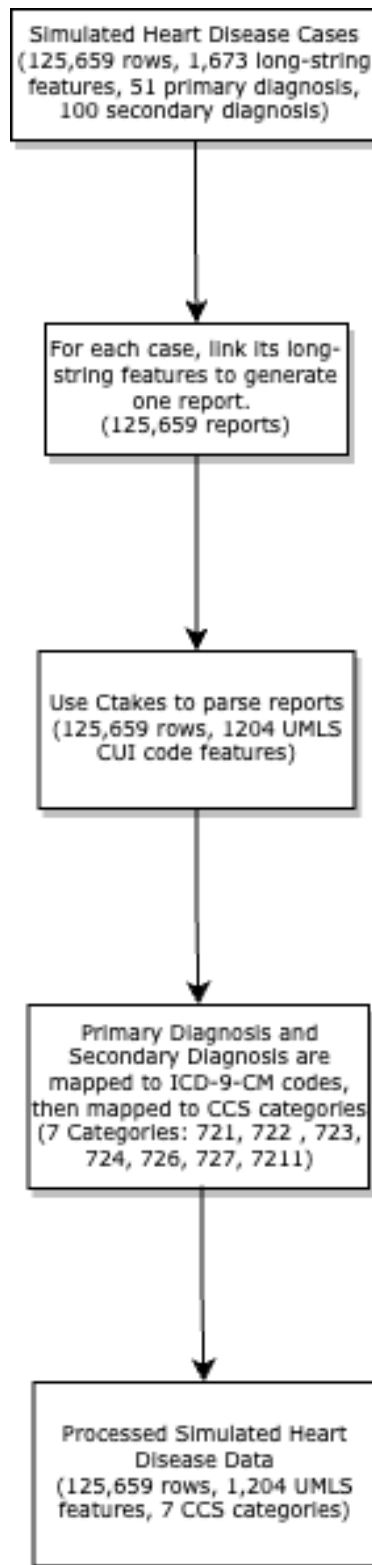 Simulated Heart Disease Cases
(125,659 rows, 1,673 long-string
features, 51 primary diagnosis,
100 secondary diagnosis)
For each case, link its long-
string features to generate
one report.
(125,659 reports)
Use Ctakes to parse reports
(125,659 rows, 1204 UMLS
CUI code features)
Primary Diagnosis and
Secondary Diagnosis are
mapped to ICD-9-CM codes,
then mapped to CCS categories
(7 Categories: 721, 722 , 723,
724, 726, 727, 7211)
Processed Simulated Heart
Disease Data
(125,659 rows, 1,204 UMLS
features, 7 CCS categories)